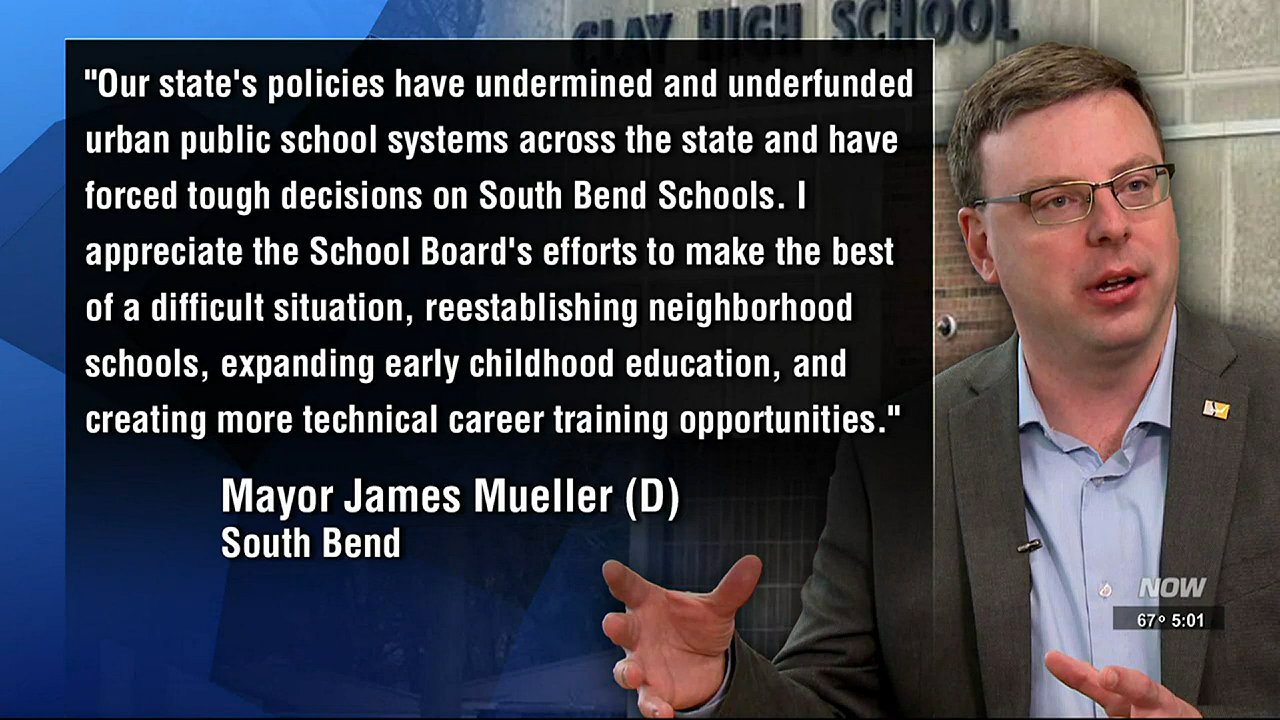 CLAY HIGH SCHOOL
"Our state's policies have undermined and underfunded
urban public school systems across the state and have
forced tough decisions on South Bend Schools. I
appreciate the School Board's efforts to make the best
of a difficult situation, reestablishing neighborhood
schools, expanding early childhood education, and
creating more technical career training opportunities."
Mayor James Mueller (D)
South Bend
NOW
67° 5:01